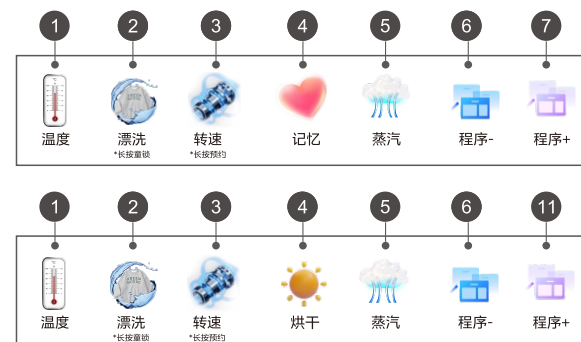 1 2 3 4 5 6 7
温度 漂洗 转速 记忆 蒸汽 程序- 程序+
*长按童锁 *长按预约
1 2 3 4 5 6 11
温度 漂洗 转速 烘干 蒸汽 程序- 程序+
*长按童锁 *长按预约